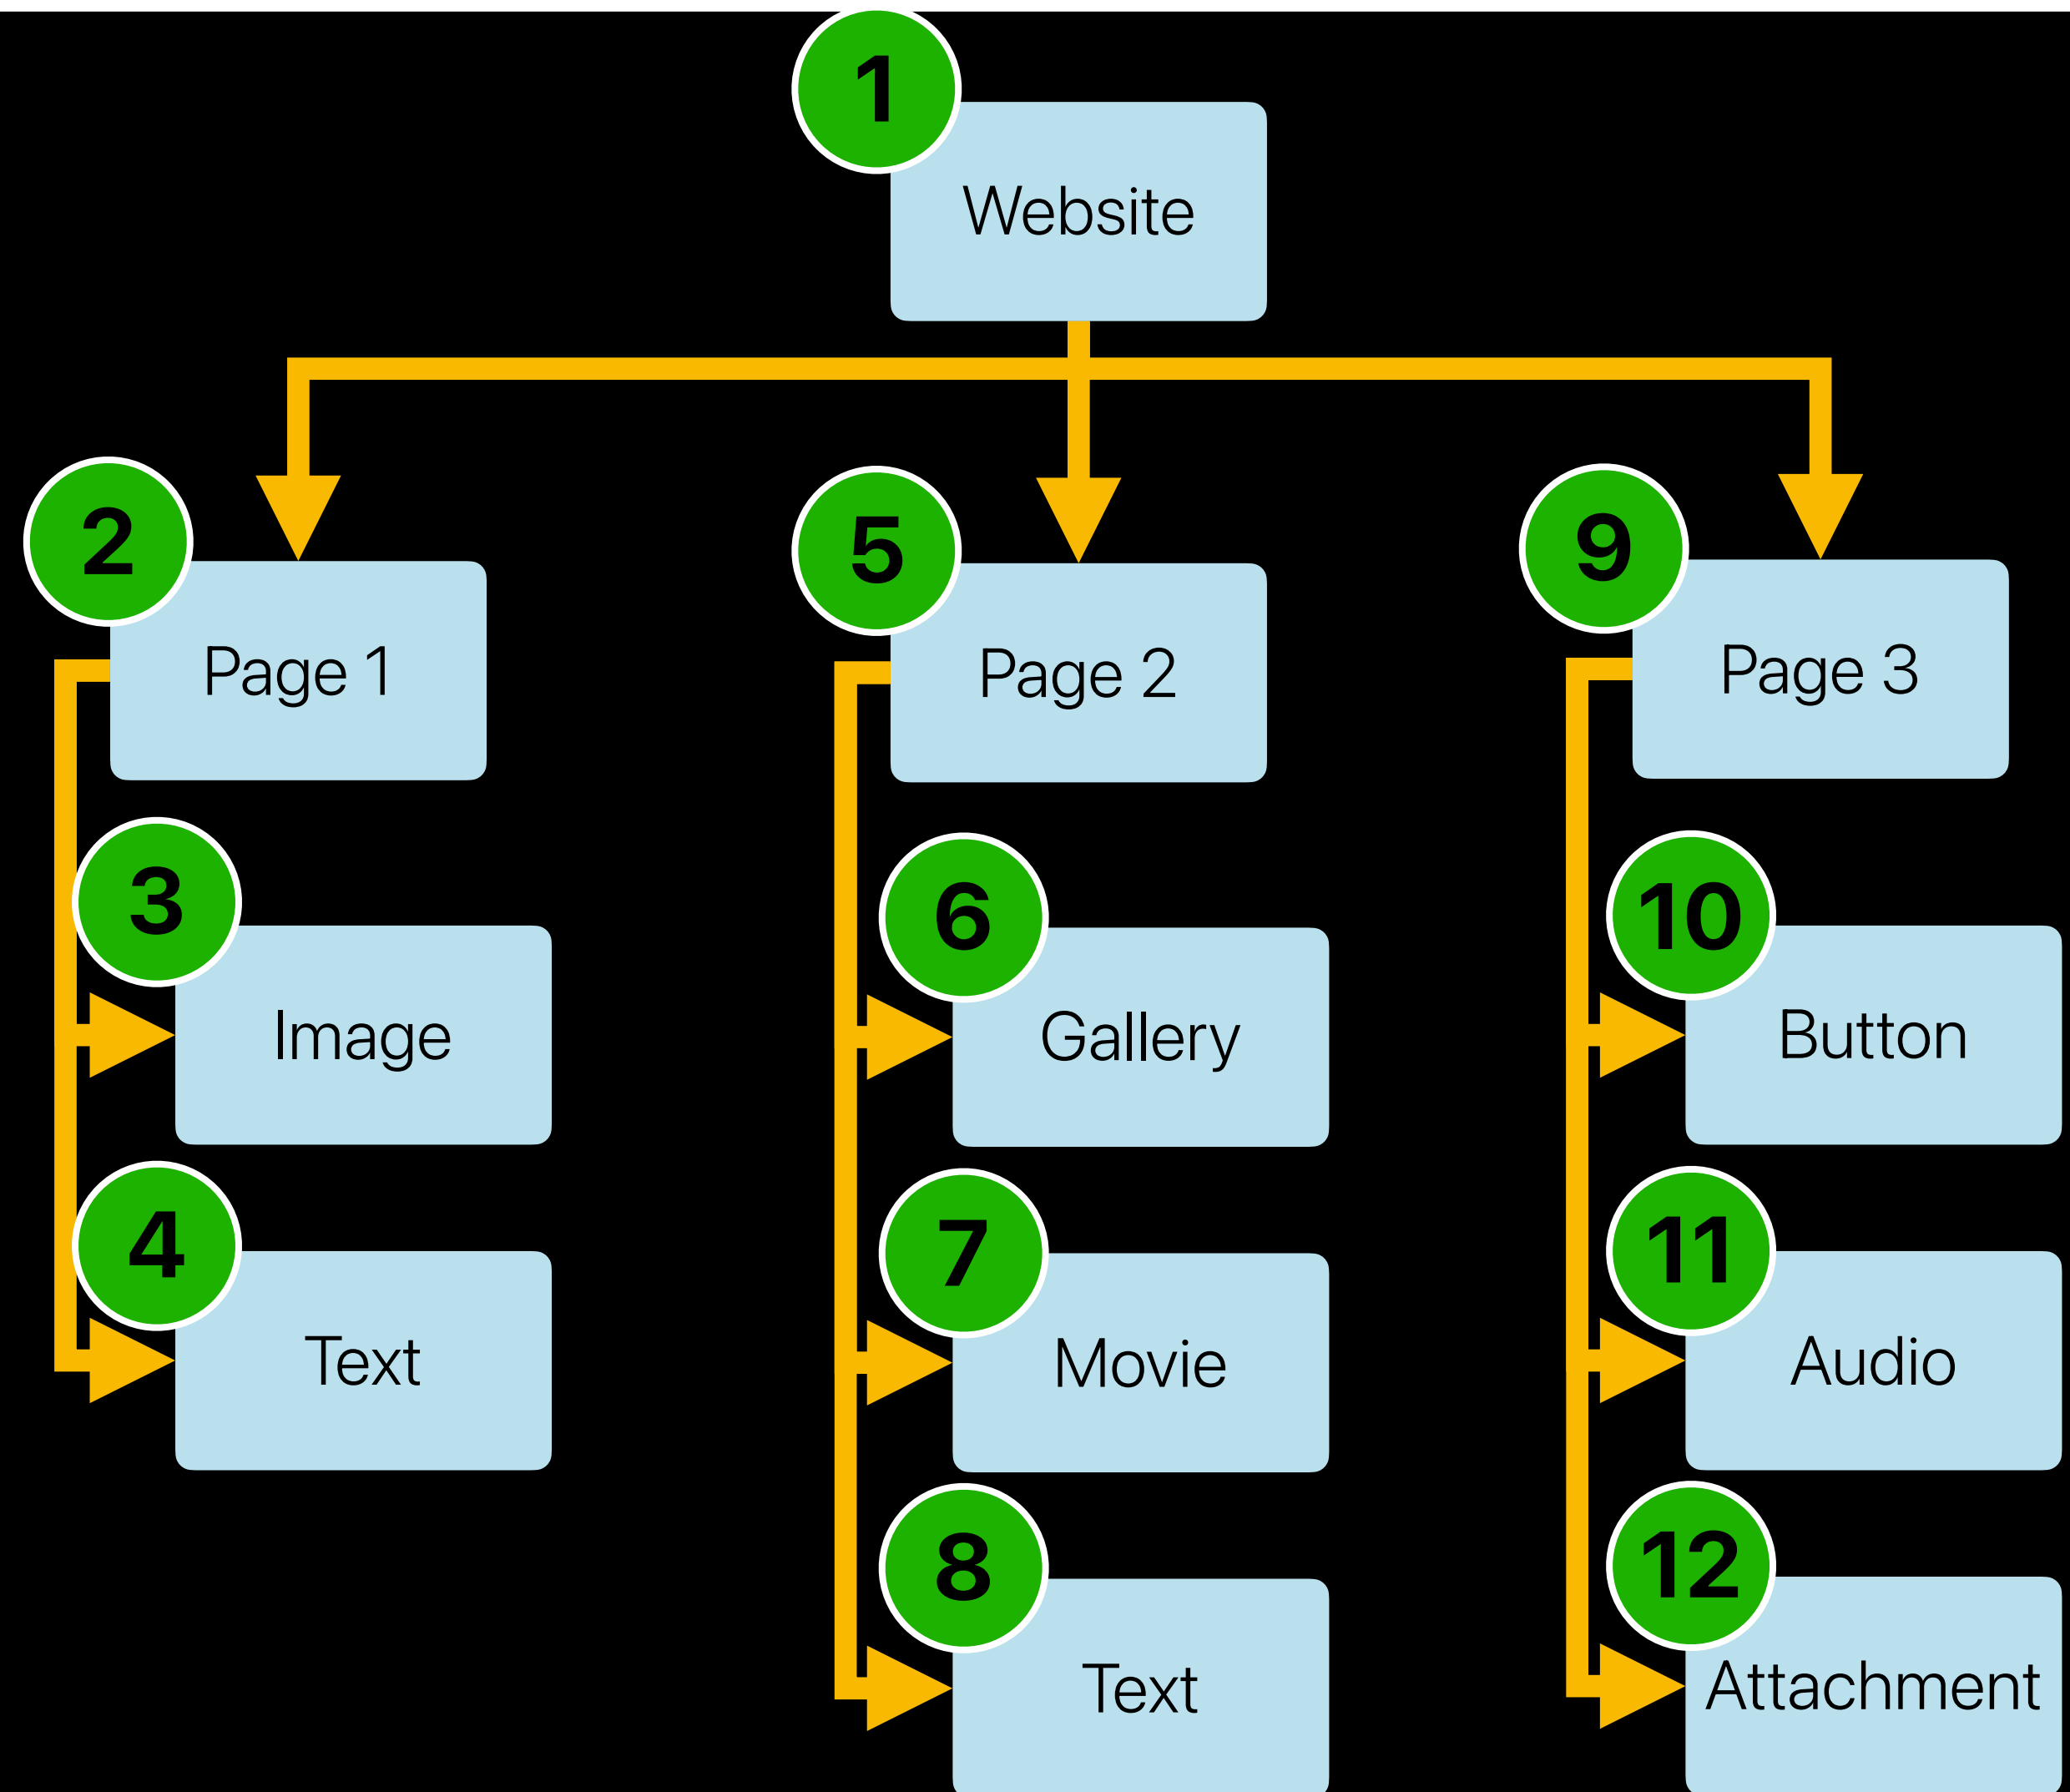 1
Website
2
Page 1
3
Image
4
Text
5
Page 2
6
Gallery
7
Movie
8
Text
9
Page 3
10
Button
11
Audio
12
Attachment